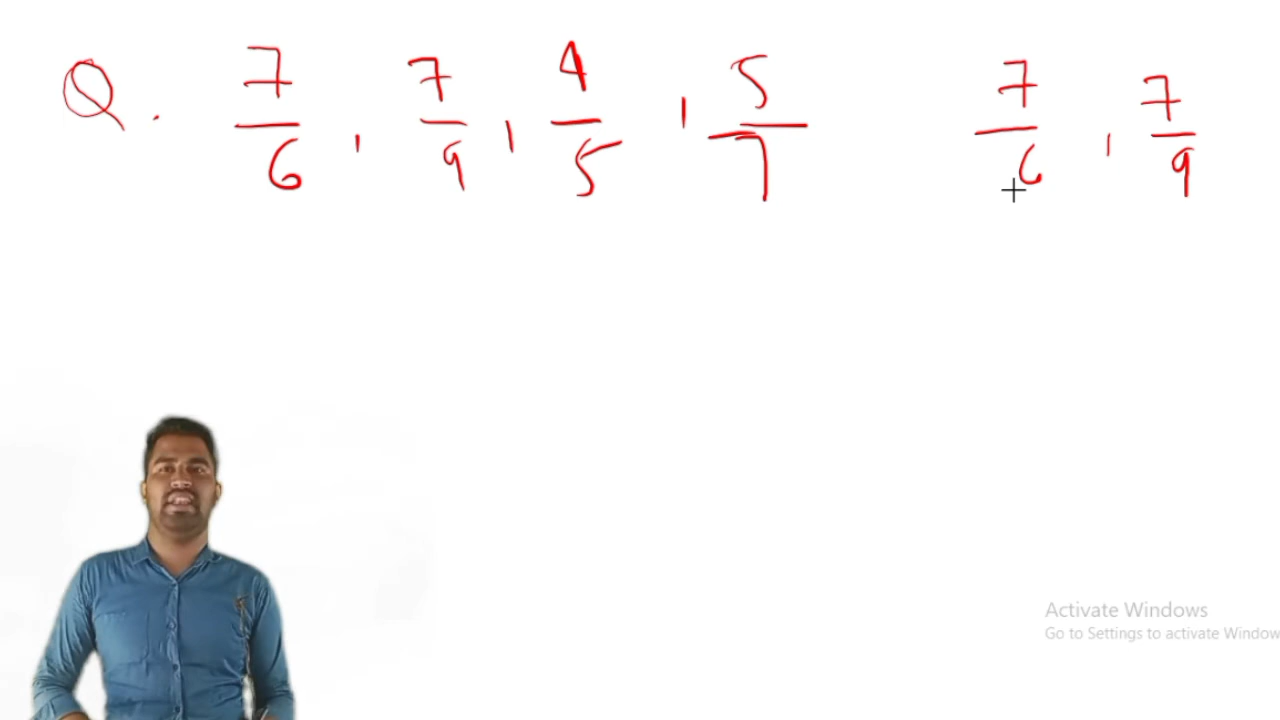 Q. 7/6, 7/9, 4/5, 5/7 7/6, 7/9
Activate Windows
Go to Settings to activate Window